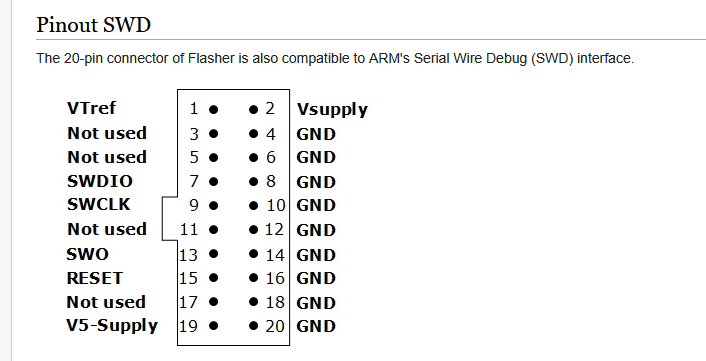 Pinout SWD
The 20-pin connector of Flasher is also compatible to ARM's Serial Wire Debug (SWD) interface.
VTref 1 2 Vsupply
Not used 3 4 GND
Not used 5 6 GND
SWDIO 7 8 GND
SWCLK 9 10 GND
Not used 11 12 GND
SWO 13 14 GND
RESET 15 16 GND
Not used 17 18 GND
V5-Supply 19 20 GND